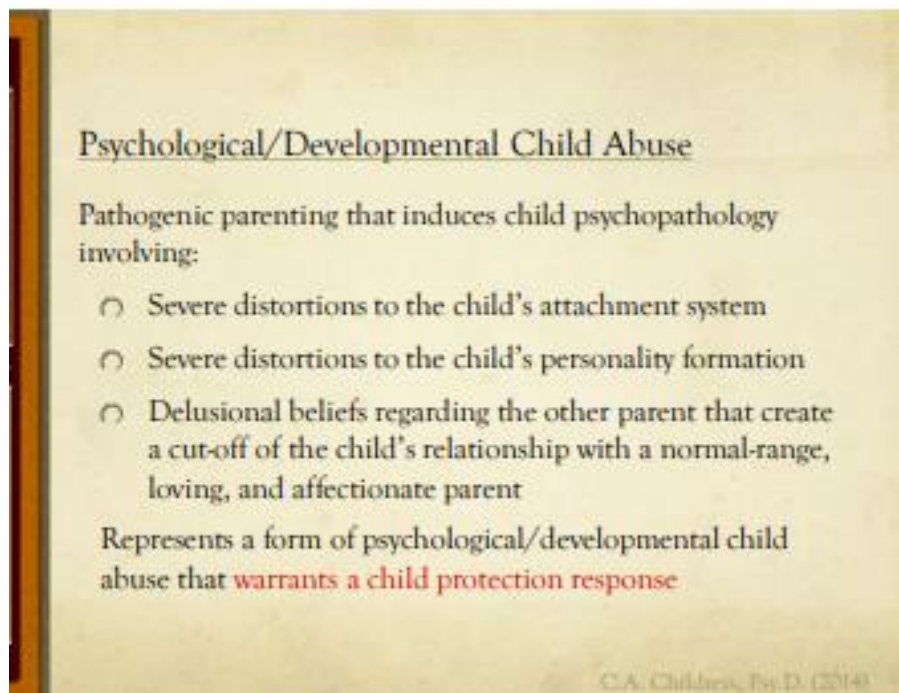 Psychological/Developmental Child Abuse
Pathogenic parenting that induces child psychopathology
involving:
Severe distortions to the child's attachment system
Severe distortions to the child's personality formation
Delusional beliefs regarding the other parent that create
a cut-off of the child's relationship with a normal-range,
loving, and affectionate parent
Represents a form of psychological/developmental child
abuse that warrants a child protection response
C.A. Childress, Psy.D. (2014)